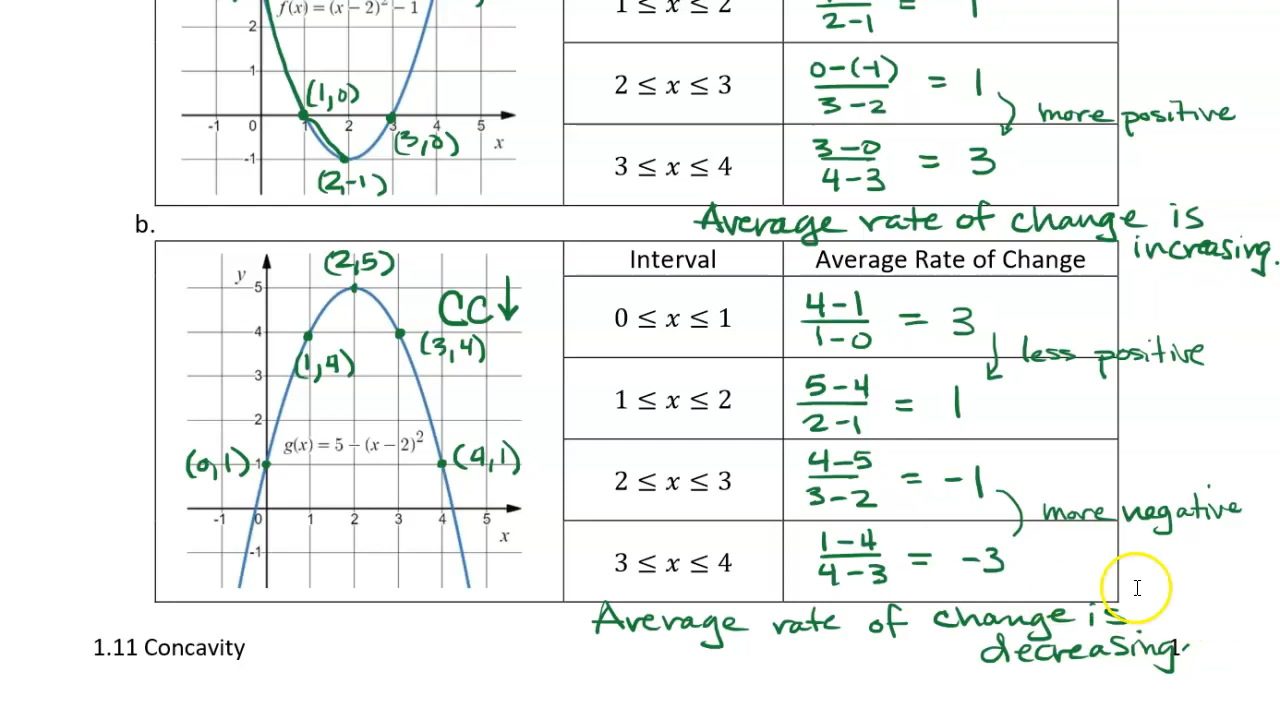 f(x) = (x − 2)² − 1
2
1
-1
-1 0 1 2 3 4 5
x
(1,0)
(3,0)
(2,-1)
1 ≤ x ≤ 2
2-1 = 1
2 ≤ x ≤ 3
0-(-1)/3-2 = 1
more positive
3 ≤ x ≤ 4
3-0/4-3 = 3
Average rate of change is
increasing.
b.
Interval Average Rate of Change
y
5
4
3
2
1
-1
-1 0 1 2 3 4 5
x
(2,5)
CC↓
(1,4)
(3,4)
g(x) = 5 − (x − 2)²
(0,1)
(4,1)
0 ≤ x ≤ 1
4-1/1-0 = 3
less positive
1 ≤ x ≤ 2
5-4/2-1 = 1
2 ≤ x ≤ 3
4-5/3-2 = -1
more negative
3 ≤ x ≤ 4
1-4/4-3 = -3
Average rate of change is
decreasing.
1.11 Concavity
1